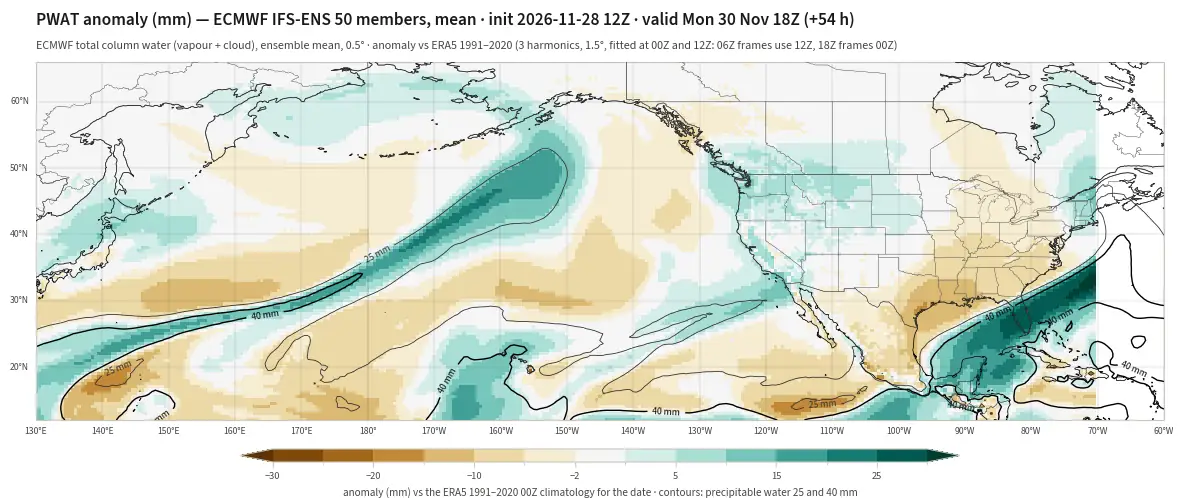 PWAT anomaly (mm) — ECMWF IFS-ENS 50 members, mean · init 2026-11-28 12Z · valid Mon 30 Nov 18Z (+54 h)
ECMWF total column water (vapour + cloud), ensemble mean, 0.5° · anomaly vs ERA5 1991–2020 (3 harmonics, 1.5°, fitted at 00Z and 12Z: 06Z frames use 12Z, 18Z frames 00Z)
60°N
50°N
40°N
30°N
20°N
25 mm
40 mm
40 mm
40 mm
25 mm
40 mm
40 mm
mm
40 mm
25 mm
40 mm
130°E 140°E 150°E 160°E 170°E 180° 170°W 160°W 150°W 140°W 130°W 120°W 110°W 100°W 90°W 80°W 70°W 60°W
−30 −20 −10 −2 5 15 25
anomaly (mm) vs the ERA5 1991–2020 00Z climatology for the date · contours: precipitable water 25 and 40 mm